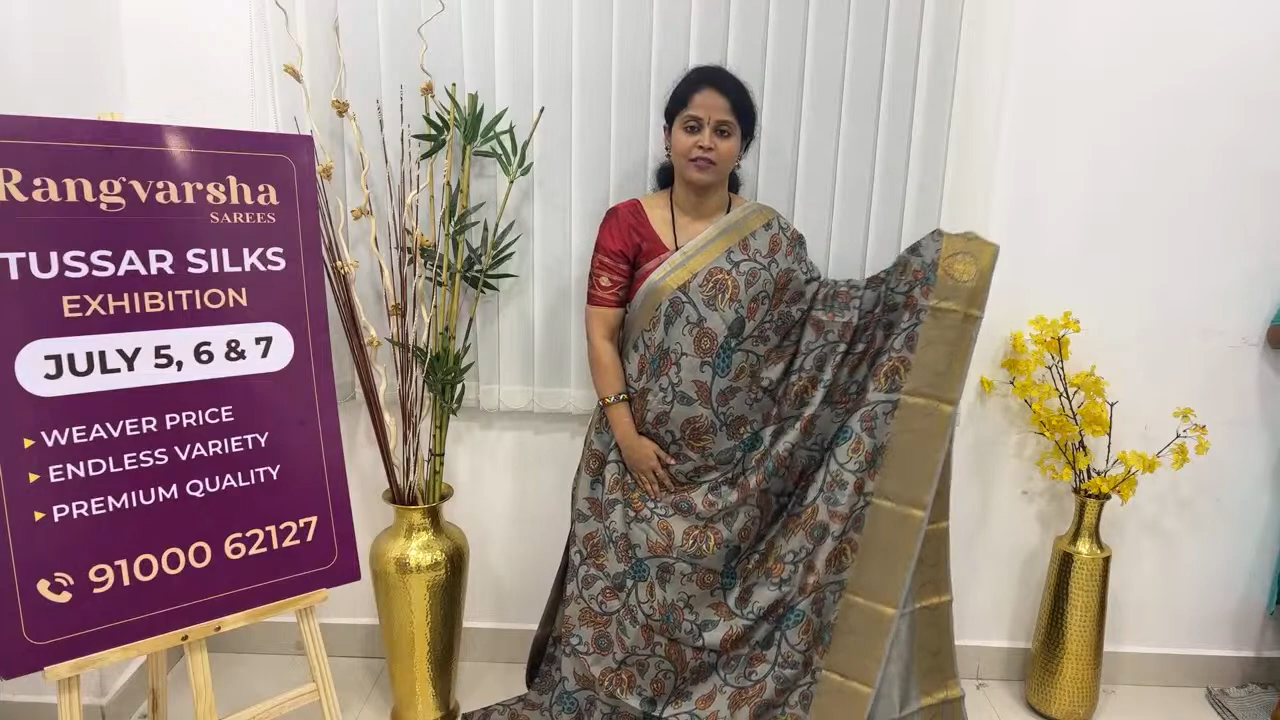 Rangvarsha
SAREES
TUSSAR SILKS
EXHIBITION
JULY 5, 6 & 7
WEAVER PRICE
ENDLESS VARIETY
PREMIUM QUALITY
91000 62127